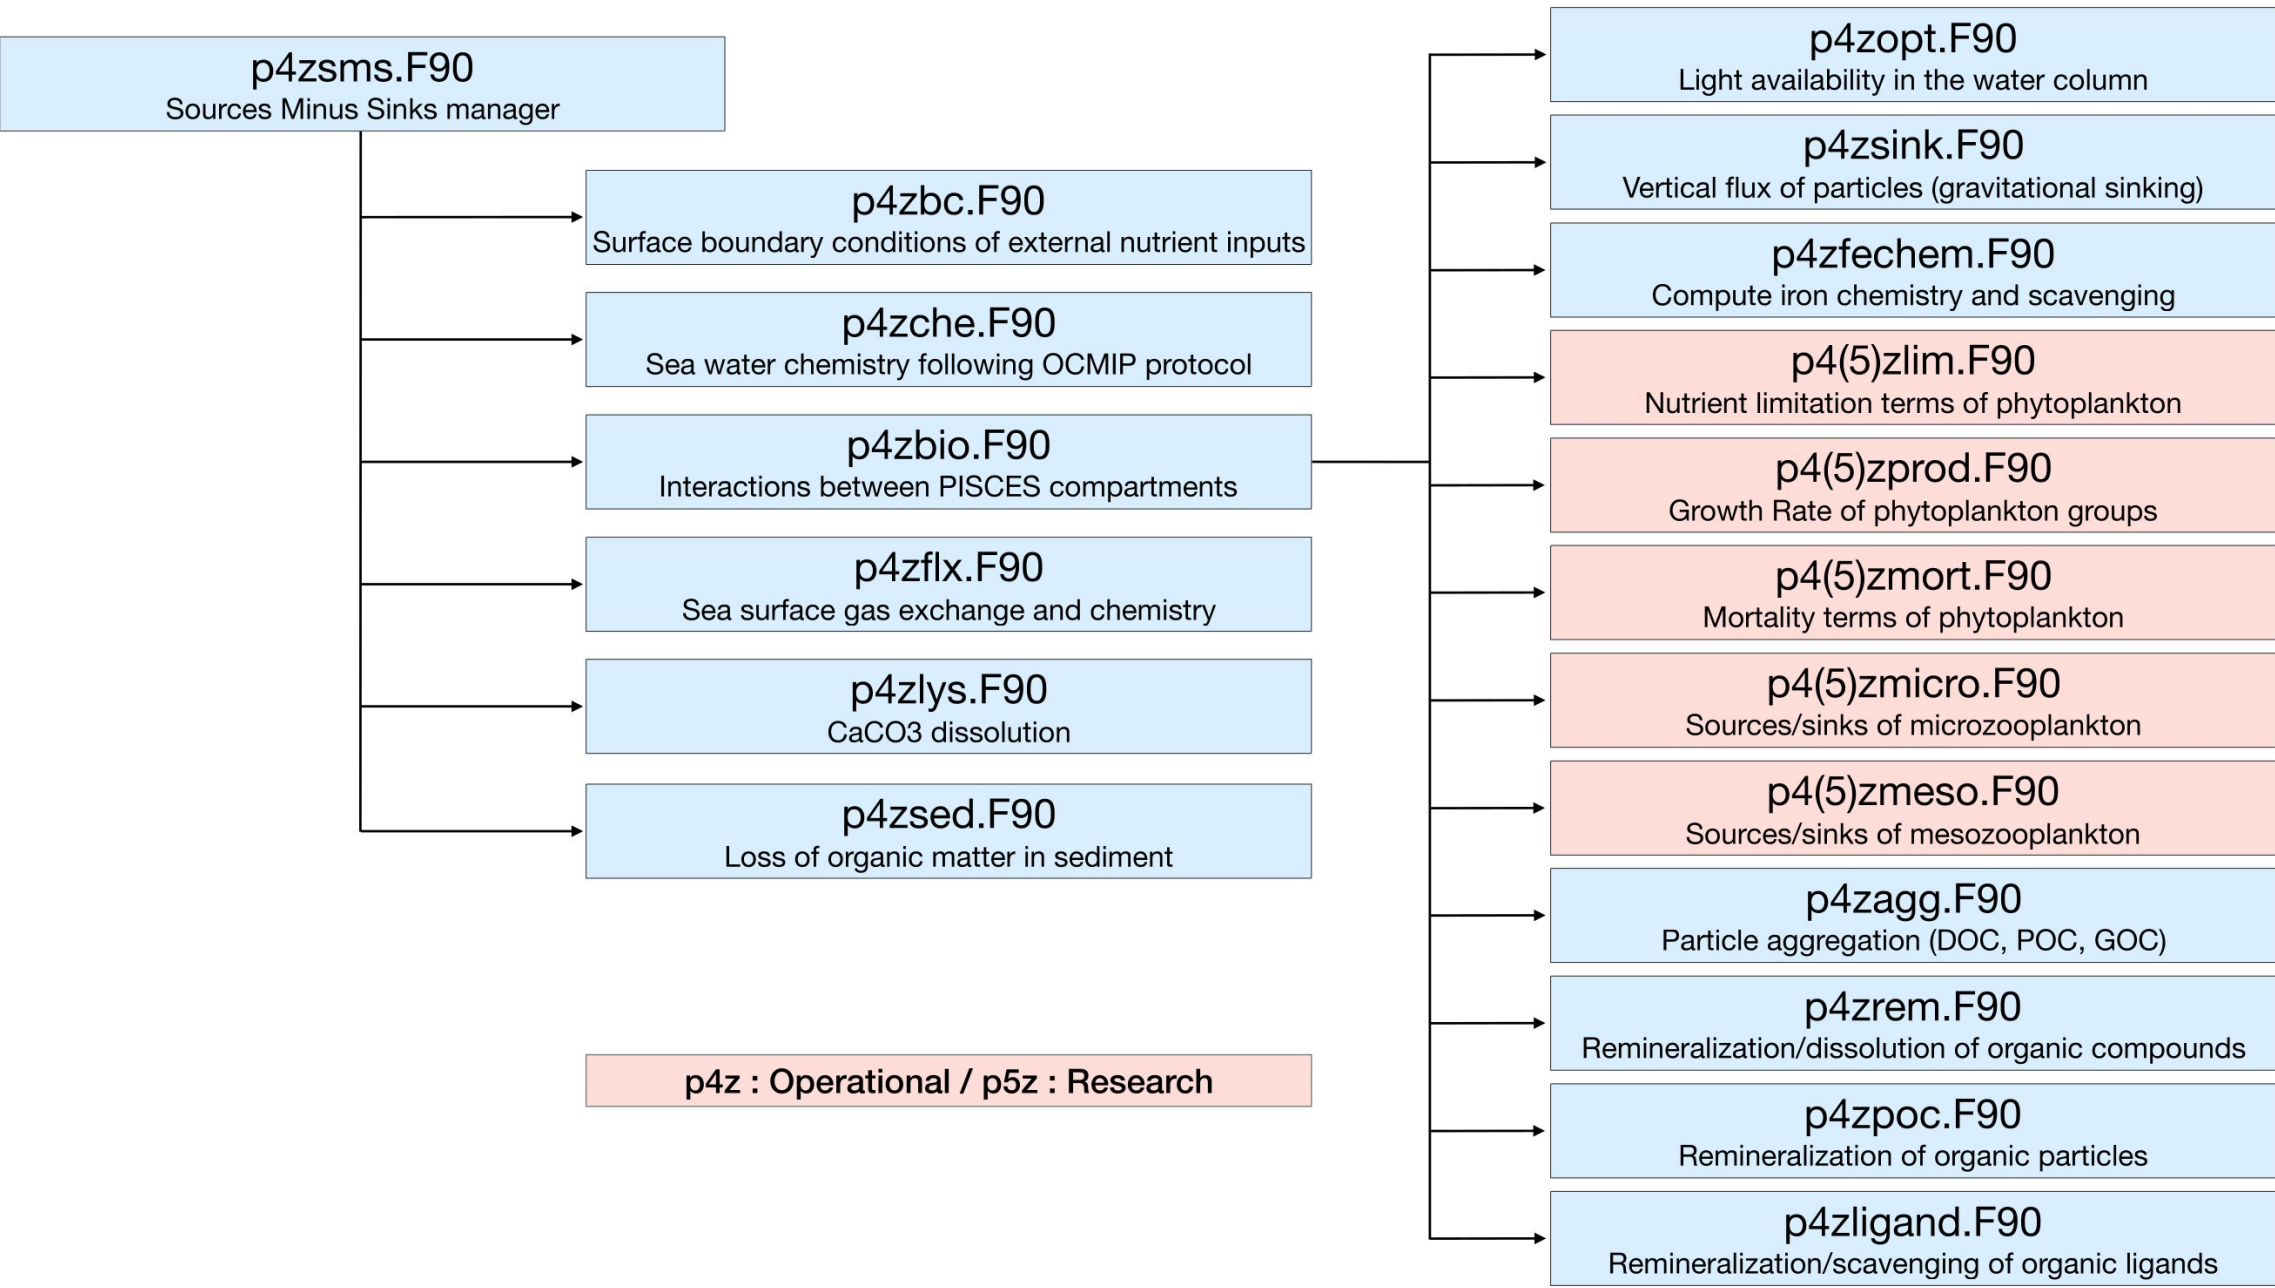 p4zsms.F90
Sources Minus Sinks manager
p4zbc.F90
Surface boundary conditions of external nutrient inputs
p4zche.F90
Sea water chemistry following OCMIP protocol
p4zbio.F90
Interactions between PISCES compartments
p4zflx.F90
Sea surface gas exchange and chemistry
p4zlys.F90
CaCO3 dissolution
p4zsed.F90
Loss of organic matter in sediment
p4z : Operational / p5z : Research
p4zopt.F90
Light availability in the water column
p4zsink.F90
Vertical flux of particles (gravitational sinking)
p4zfechem.F90
Compute iron chemistry and scavenging
p4(5)zlim.F90
Nutrient limitation terms of phytoplankton
p4(5)zprod.F90
Growth Rate of phytoplankton groups
p4(5)zmort.F90
Mortality terms of phytoplankton
p4(5)zmicro.F90
Sources/sinks of microzooplankton
p4(5)zmeso.F90
Sources/sinks of mesozooplankton
p4zagg.F90
Particle aggregation (DOC, POC, GOC)
p4zrem.F90
Remineralization/dissolution of organic compounds
p4zpoc.F90
Remineralization of organic particles
p4zligand.F90
Remineralization/scavenging of organic ligands